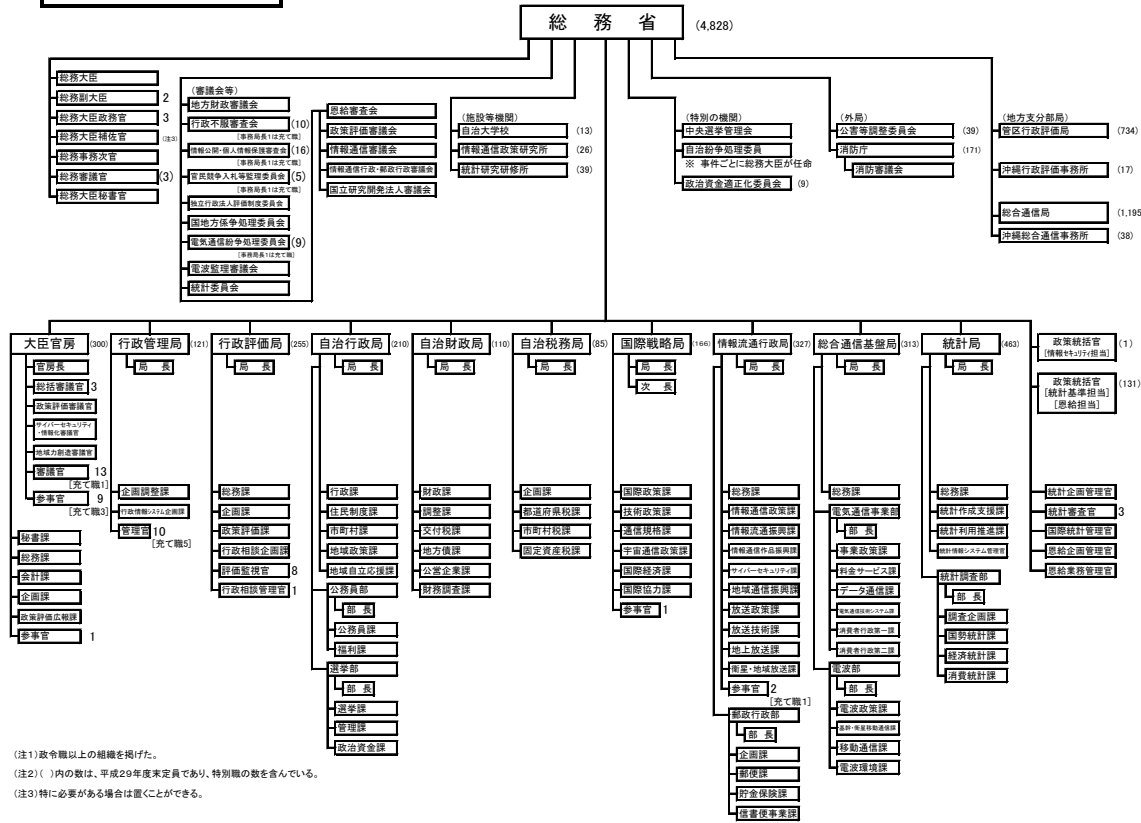 総務省 (4,828)
総務大臣
総務副大臣 2
総務大臣政務官 3
総務大臣補佐官 (注3)
総務事務次官
総務審議官 (3)
総務大臣秘書官
(審議会等)
地方財政審議会
行政不服審査会 (10)
[事務局長1は充て職]
情報公開・個人情報保護審査会 (16)
[事務局長1は充て職]
官民競争入札等監理委員会 (5)
[事務局長1は充て職]
独立行政法人評価制度委員会
国地方係争処理委員会
電気通信紛争処理委員会 (9)
[事務局長1は充て職]
電波監理審議会
統計委員会
恩給審査会
政策評価審議会
情報通信審議会
情報通信行政・郵政行政審議会
国立研究開発法人審議会
(施設等機関)
自治大学校 (13)
情報通信政策研究所 (26)
統計研究研修所 (39)
(特別の機関)
中央選挙管理会
自治紛争処理委員
※ 事件ごとに総務大臣が任命
政治資金適正化委員会 (9)
(外局)
公害等調整委員会 (39)
消防庁 (171)
消防審議会
(地方支分部局)
管区行政評価局 (734)
沖縄行政評価事務所 (17)
総合通信局 (1,195
沖縄総合通信事務所 (38)
大臣官房 (300)
官房長
総括審議官 3
政策評価審議官
サイバーセキュリティ
・情報化審議官
地域力創造審議官
審議官 13
[充て職1]
参事官 9
[充て職3]
秘書課
総務課
会計課
企画課
政策評価広報課
参事官 1
行政管理局 (121)
局長
企画調整課
行政情報システム企画課
管理官 10
[充て職5]
行政評価局 (255)
局長
総務課
企画課
政策評価課
行政相談企画課
評価監視官 8
行政相談管理官 1
自治行政局 (210)
局長
行政課
住民制度課
市町村課
地域政策課
地域自立応援課
公務員部
部長
公務員課
福利課
選挙部
部長
選挙課
管理課
政治資金課
自治財政局 (110)
局長
財政課
調整課
交付税課
地方債課
公営企業課
財務調査課
自治税務局 (85)
局長
企画課
都道府県税課
市町村税課
固定資産税課
国際戦略局 (166)
局長
次長
国際政策課
技術政策課
通信規格課
宇宙通信政策課
国際経済課
国際協力課
参事官 1
情報流通行政局 (327)
局長
総務課
情報通信政策課
情報流通振興課
情報通信作品振興課
サイバーセキュリティ課
地域通信振興課
放送政策課
放送技術課
地上放送課
衛星・地域放送課
参事官 2
[充て職1]
郵政行政部
部長
企画課
郵便課
貯金保険課
信書便事業課
総合通信基盤局 (313)
局長
総務課
電気通信事業部
部長
事業政策課
料金サービス課
データ通信課
電気通信技術システム課
消費者行政第一課
消費者行政第二課
電波部
部長
電波政策課
基幹・衛星移動通信課
移動通信課
電波環境課
統計局 (463)
局長
総務課
統計作成支援課
統計利用推進課
統計情報システム管理官
統計調査部
部長
調査企画課
国勢統計課
経済統計課
消費統計課
政策統括官
[情報セキュリティ担当] (1)
政策統括官
[統計基準担当]
[恩給担当] (131)
統計企画管理官
統計審査官 3
国際統計管理官
恩給企画管理官
恩給業務管理官
(注1)政令職以上の組織を掲げた。
(注2)( )内の数は、平成29年度末定員であり、特別職の数を含んでいる。
(注3)特に必要がある場合は置くことができる。